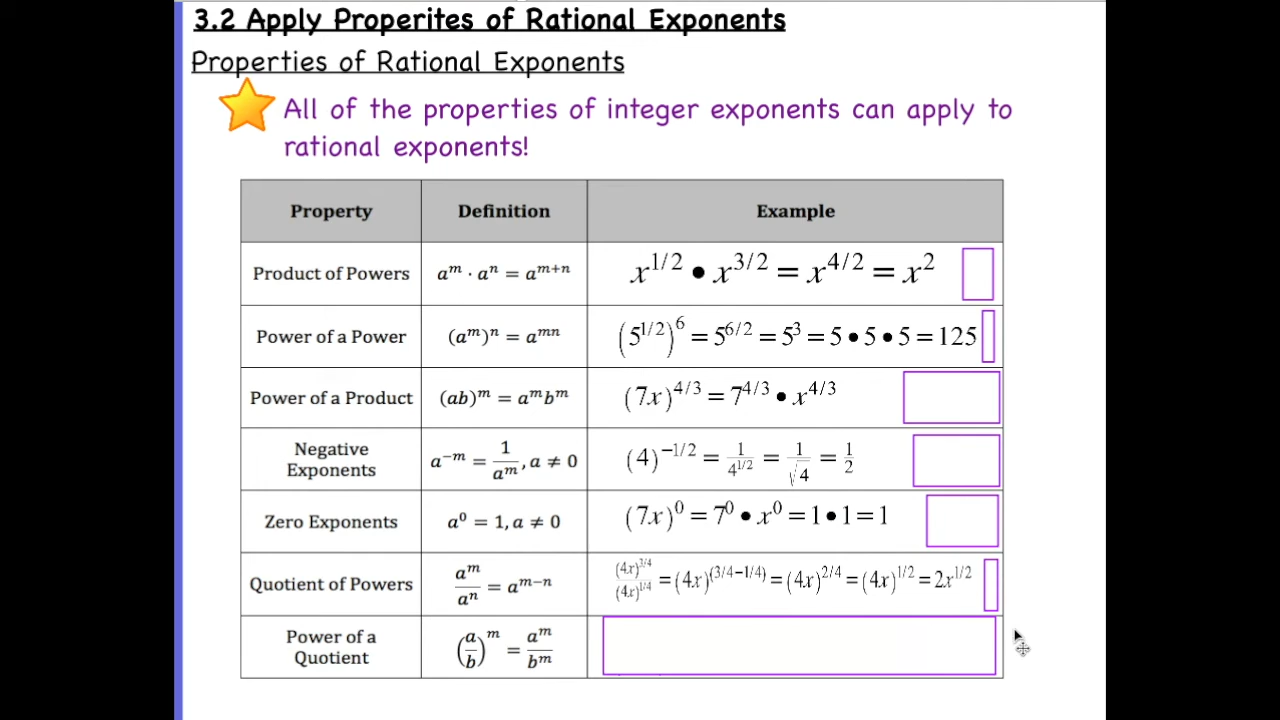 3.2 Apply Properites of Rational Exponents
Properties of Rational Exponents
All of the properties of integer exponents can apply to
rational exponents!
Property Definition Example
Product of Powers a^m · a^n = a^{m+n} x^{1/2} • x^{3/2} = x^{4/2} = x^2
Power of a Power (a^m)^n = a^{mn} (5^{1/2})^6 = 5^{6/2} = 5^3 = 5 • 5 • 5 = 125
Power of a Product (ab)^m = a^m b^m (7x)^{4/3} = 7^{4/3} • x^{4/3}
Negative
Exponents a^{-m} = 1/a^m, a ≠ 0 (4)^{-1/2} = 1/4^{1/2} = 1/√4 = 1/2
Zero Exponents a^0 = 1, a ≠ 0 (7x)^0 = 7^0 • x^0 = 1 • 1 = 1
Quotient of Powers a^m/a^n = a^{m-n} (4x)^{3/4}/(4x)^{1/4} = (4x)^{(3/4-1/4)} = (4x)^{2/4} = (4x)^{1/2} = 2x^{1/2}
Power of a
Quotient (a/b)^m = a^m/b^m